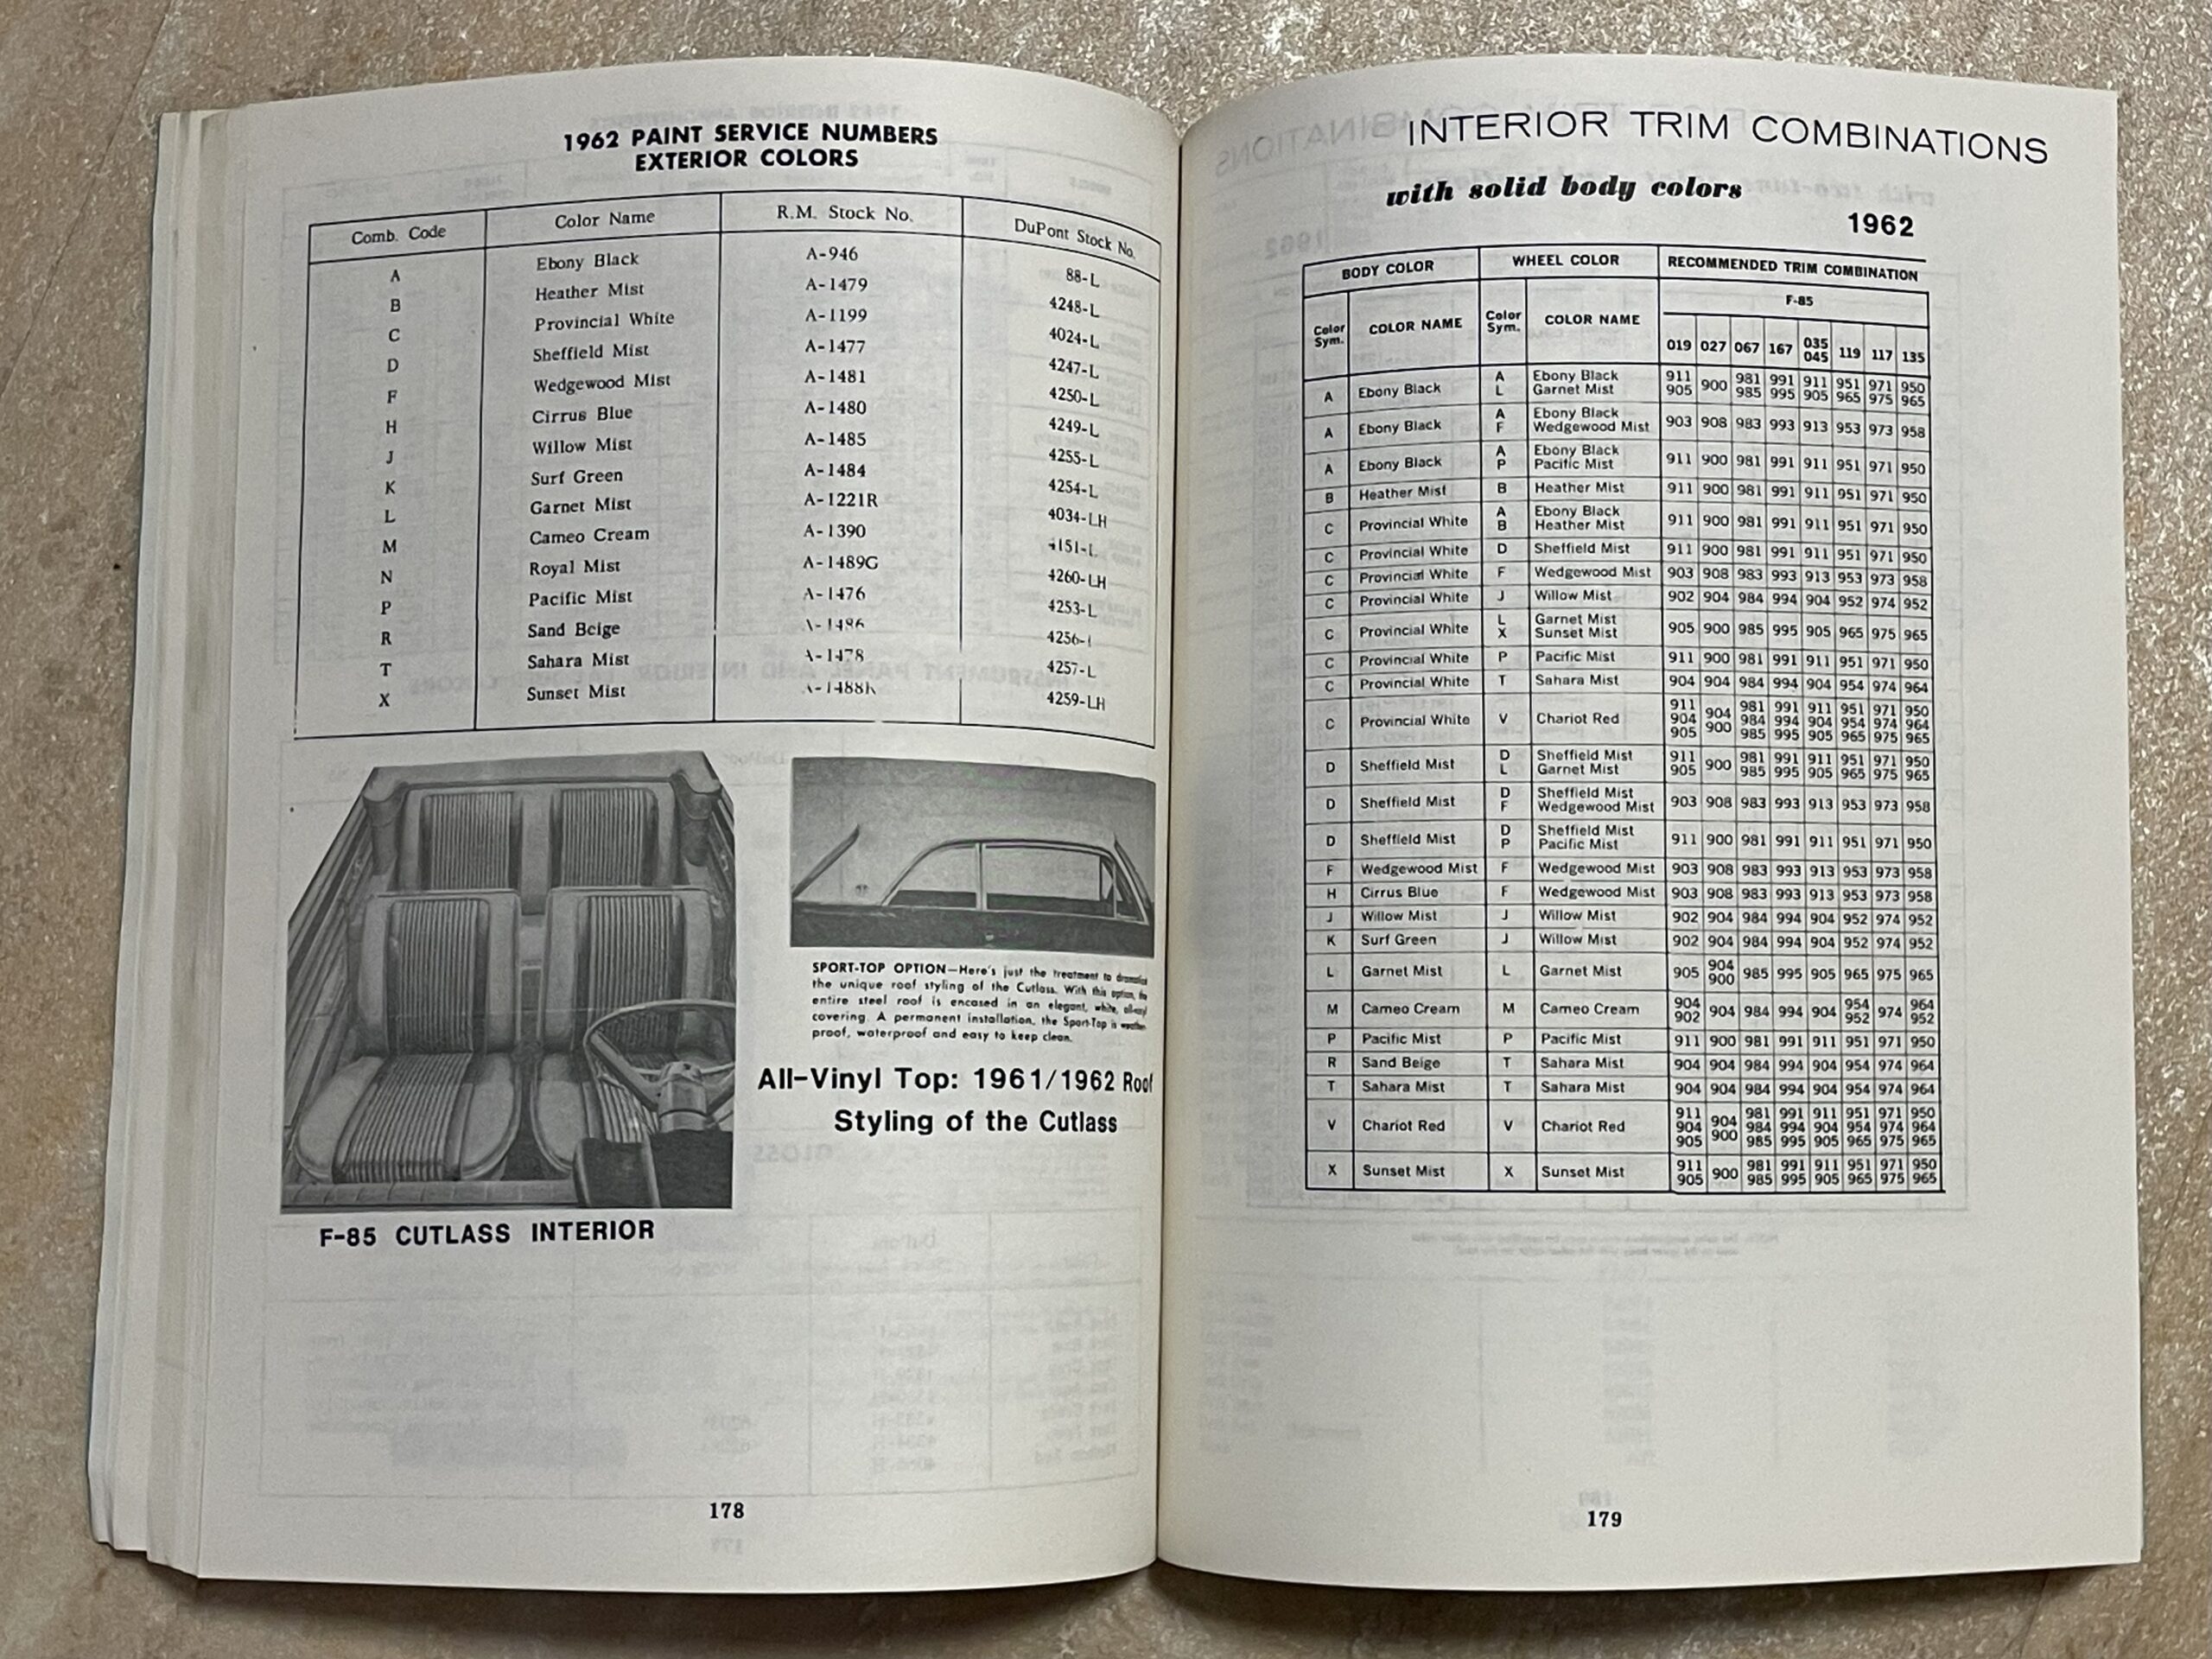 1962 PAINT SERVICE NUMBERS
EXTERIOR COLORS
Comb. Code Color Name R.M. Stock No. DuPont Stock No.
A Ebony Black A-946 88-L
B Heather Mist A-1479 4248-L
C Provincial White A-1199 4024-L
D Sheffield Mist A-1477 4247-L
F Wedgewood Mist A-1481 4250-L
H Cirrus Blue A-1480 4249-L
J Willow Mist A-1485 4255-L
K Surf Green A-1484 4254-L
L Garnet Mist A-1221R 4034-LH
M Cameo Cream A-1390 4151-L
N Royal Mist A-1489G 4260-LH
P Pacific Mist A-1476 4253-L
R Sand Beige A-1486 4256-L
T Sahara Mist A-1478 4257-L
X Sunset Mist 4259-LH
SPORT-TOP OPTION—Here's just the treatment to dramatize
the unique roof styling of the Cutlass. With this option, the
entire steel roof is encased in an elegant, white, all-vinyl
covering. A permanent installation, the Sport-Top is weather-
proof, waterproof and easy to keep clean.
All-Vinyl Top: 1961/1962 Roof
Styling of the Cutlass
F-85 CUTLASS INTERIOR
178
INTERIOR TRIM COMBINATIONS
with solid body colors
1962
BODY COLOR WHEEL COLOR RECOMMENDED TRIM COMBINATION
F-85
Color Sym. COLOR NAME Color Sym. COLOR NAME 019 027 067 167 035 045 119 117 135
A Ebony Black A Ebony Black 911 900 981 991 911 951 971 950
L Garnet Mist 905 985 995 905 965 975 965
A Ebony Black A Ebony Black 903 908 983 993 913 953 973 958
F Wedgewood Mist
A Ebony Black A Ebony Black 911 900 981 991 911 951 971 950
P Pacific Mist
B Heather Mist B Heather Mist 911 900 981 991 911 951 971 950
C Provincial White A Ebony Black 911 900 981 991 911 951 971 950
B Heather Mist
C Provincial White D Sheffield Mist 911 900 981 991 911 951 971 950
C Provincial White F Wedgewood Mist 903 908 983 993 913 953 973 958
C Provincial White J Willow Mist 902 904 984 994 904 952 974 952
C Provincial White L Garnet Mist 905 900 985 995 905 965 975 965
X Sunset Mist
C Provincial White P Pacific Mist 911 900 981 991 911 951 971 950
C Provincial White T Sahara Mist 904 904 984 994 904 954 974 964
C Provincial White V Chariot Red 911 904 981 991 911 951 971 950
904 900 984 994 904 954 974 964
905 985 995 905 965 975 965
D Sheffield Mist D Sheffield Mist 911 900 981 991 911 951 971 950
L Garnet Mist 905 985 995 905 965 975 965
D Sheffield Mist D Sheffield Mist 903 908 983 993 913 953 973 958
F Wedgewood Mist
D Sheffield Mist D Sheffield Mist 911 900 981 991 911 951 971 950
P Pacific Mist
F Wedgewood Mist F Wedgewood Mist 903 908 983 993 913 953 973 958
H Cirrus Blue F Wedgewood Mist 903 908 983 993 913 953 973 958
J Willow Mist J Willow Mist 902 904 984 994 904 952 974 952
K Surf Green J Willow Mist 902 904 984 994 904 952 974 952
L Garnet Mist L Garnet Mist 905 904 985 995 905 965 975 965
900
M Cameo Cream M Cameo Cream 904 904 984 994 904 954 974 964
902 952 952
P Pacific Mist P Pacific Mist 911 900 981 991 911 951 971 950
R Sand Beige T Sahara Mist 904 904 984 994 904 954 974 964
T Sahara Mist T Sahara Mist 904 904 984 994 904 954 974 964
V Chariot Red V Chariot Red 911 904 981 991 911 951 971 950
904 900 984 994 904 954 974 964
905 985 995 905 965 975 965
X Sunset Mist X Sunset Mist 911 900 981 991 911 951 971 950
905 985 995 905 965 975 965
179